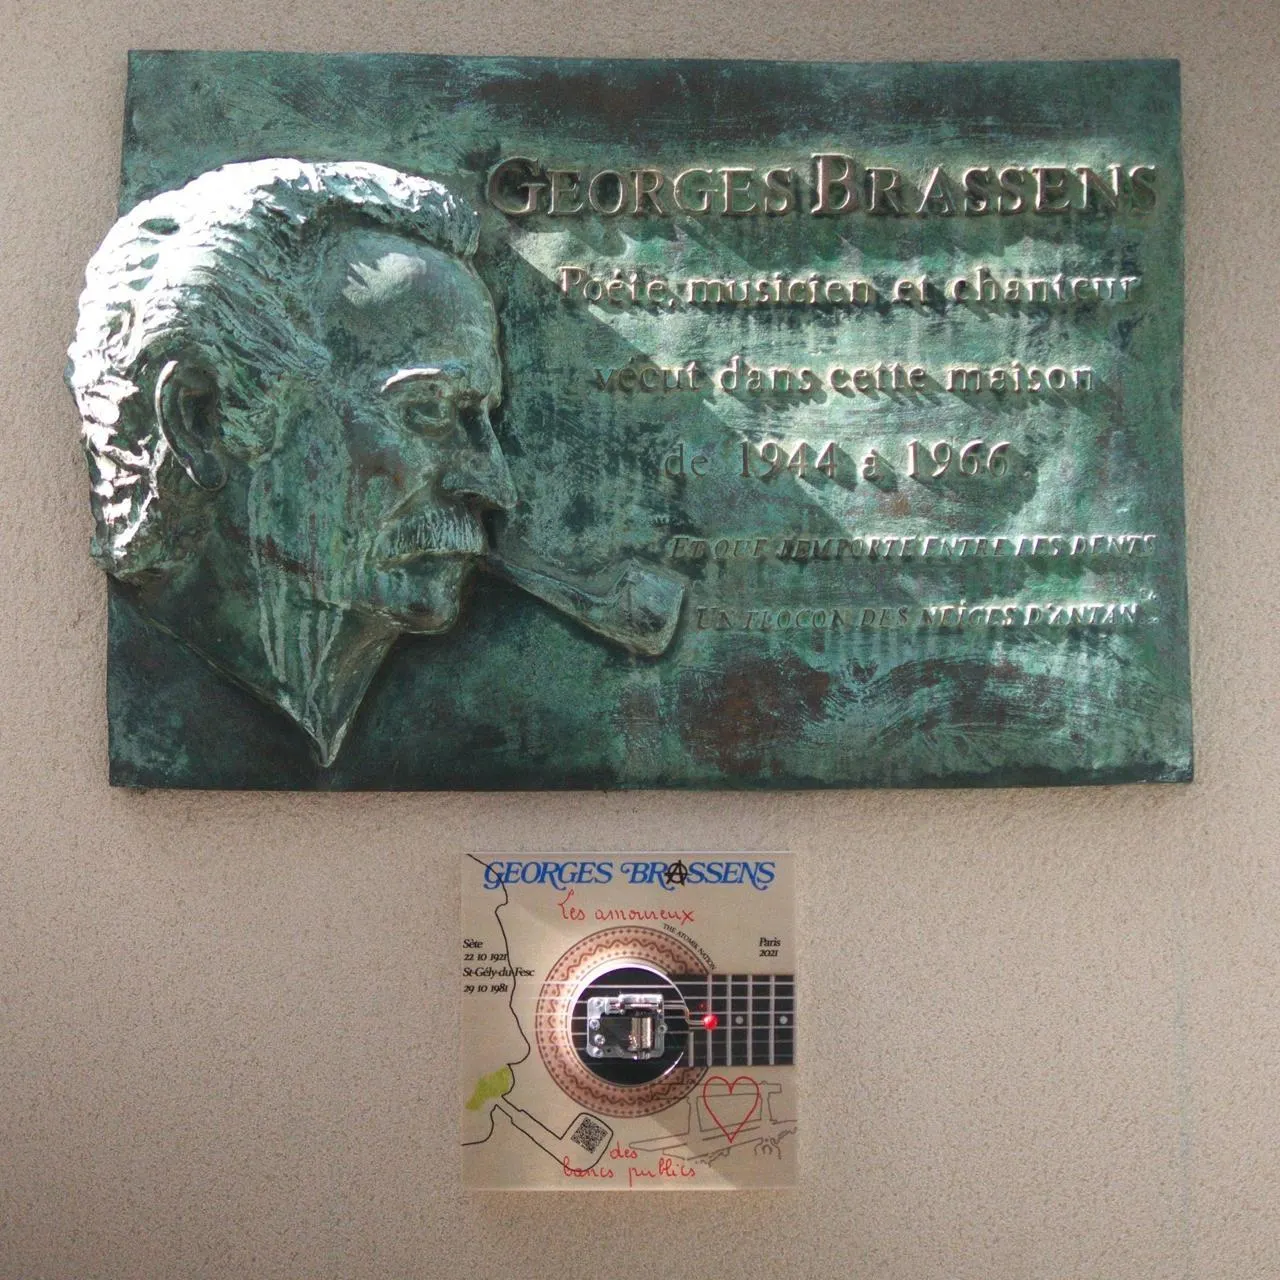 GEORGES BRASSENS
Poète, musicien et chanteur
vécut dans cette maison
de 1944 à 1966
ET QUE J'EMPORTE ENTRE LES DENTS
UN FLOCON DES NEIGES D'ANTAN
GEORGES BRASSENS
Les amoureux
THE ATOMIK NATION
Sète
22 10 1921
St-Gély-du-Fesc
29 10 1981
Paris
2021
des
bancs publics